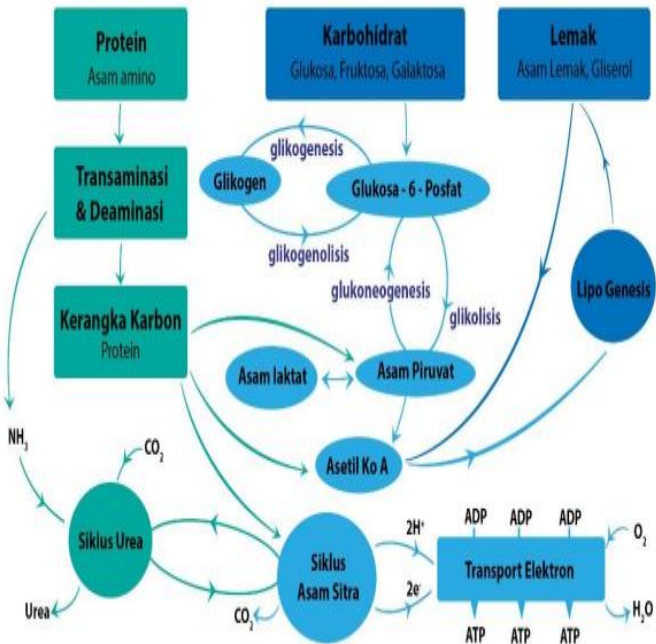 Protein
Asam amino
Karbohidrat
Glukosa, Fruktosa, Galaktosa
Lemak
Asam Lemak, Gliserol
Transaminasi
& Deaminasi
glikogenesis
Glikogen
Glukosa - 6 - Posfat
glikogenolisis
glukoneogenesis
glikolisis
Lipo Genesis
Kerangka Karbon
Protein
Asam laktat
Asam Piruvat
Asetil Ko A
NH₃
CO₂
Siklus Urea
Urea
Siklus
Asam Sitra
CO₂
2H⁺
2e⁻
ADP ADP ADP
O₂
Transport Elektron
H₂O
ATP ATP ATP